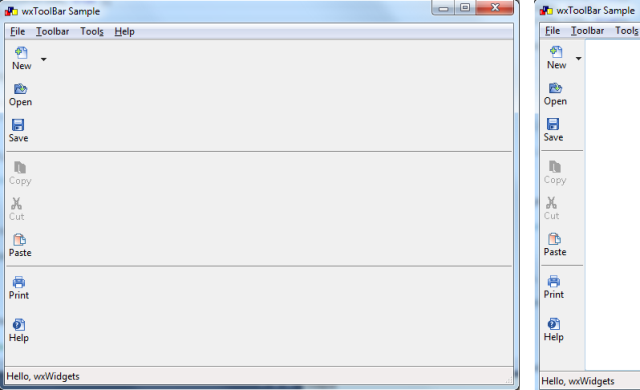 wxToolBar Sample
File Toolbar Tools Help
New
Open
Save
Copy
Cut
Paste
Print
Help
Hello, wxWidgets
wxToolBar Sample
File Toolbar Tools
New
Open
Save
Copy
Cut
Paste
Print
Help
Hello, wxWidgets